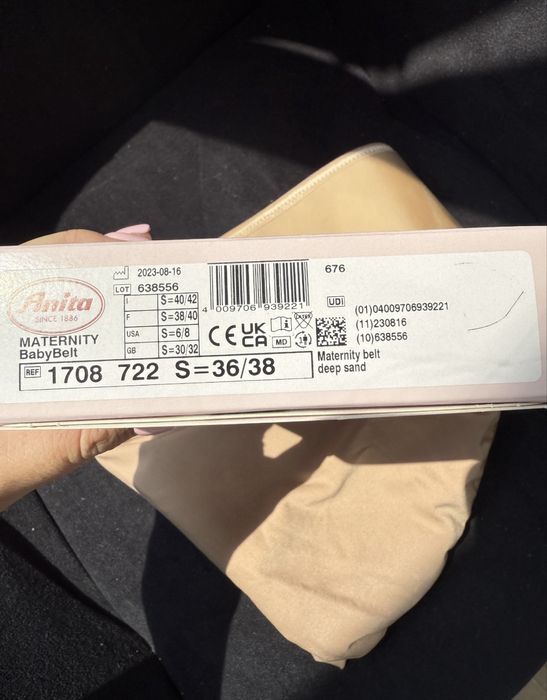 Anita
SINCE 1886
MATERNITY
BabyBelt
2023-08-16
LOT 638556
I S=40/42
F S=38/40
USA S=6/8
GB S=30/32
4 009706 939221
676
CE UK CA
MD
UDI
(01)04009706939221
(11)230816
(10)638556
REF 1708 722 S=36/38
Maternity belt
deep sand